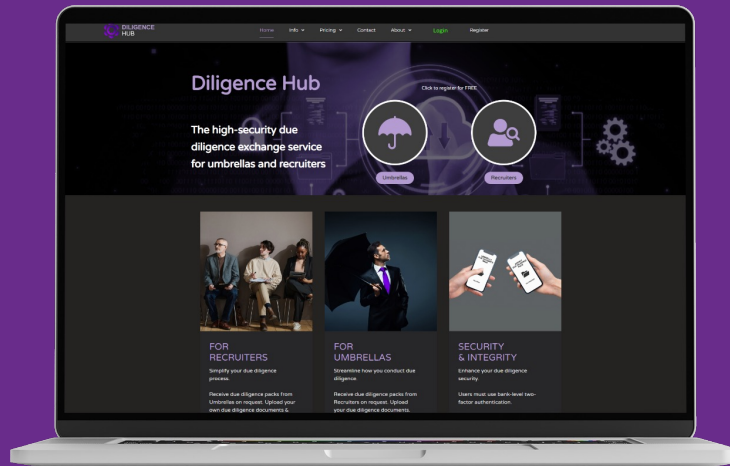 DILIGENCE
HUB
Home Info Pricing Contact About Login Register
Diligence Hub
Click to register for FREE
The high-security due
diligence exchange service
for umbrellas and recruiters
Umbrellas
Recruiters
FOR
RECRUITERS
Simplify your due diligence
process.
Receive due diligence packs from
Umbrellas on request. Upload your
own due diligence documents &
FOR
UMBRELLAS
Streamline how you conduct due
diligence.
Receive due diligence packs from
Recruiters on request. Upload
your due diligence documents,
SECURITY
& INTEGRITY
Enhance your due diligence
security.
Users must use bank-level two-
factor authentication.